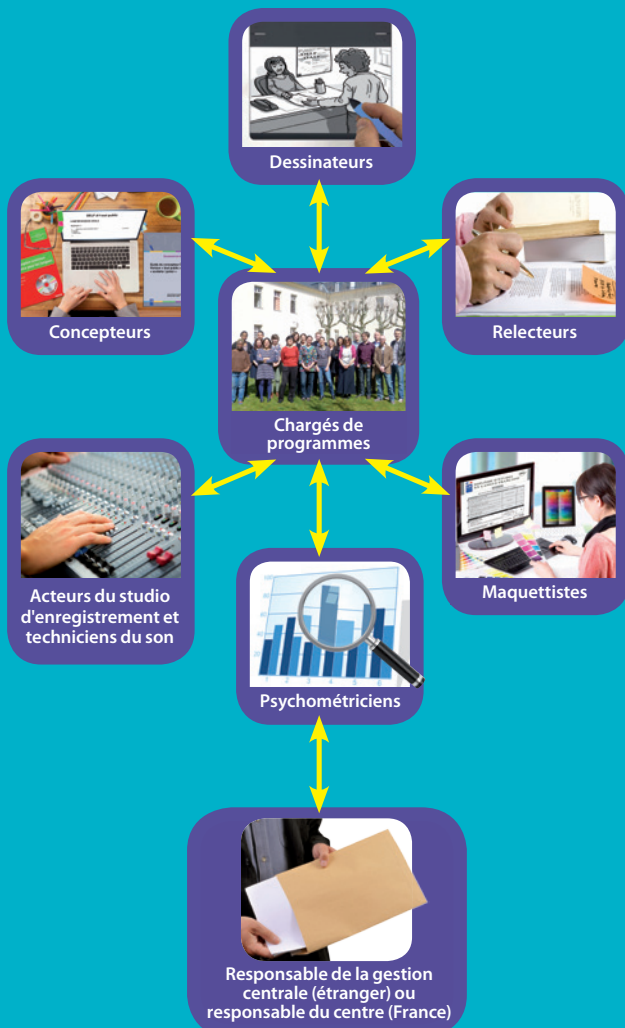 Dessinateurs
Concepteurs
Relecteurs
Chargés de
programmes
Acteurs du studio
d'enregistrement et
techniciens du son
Maquettistes
Psychométriciens
Responsable de la gestion
centrale (étranger) ou
responsable du centre (France)